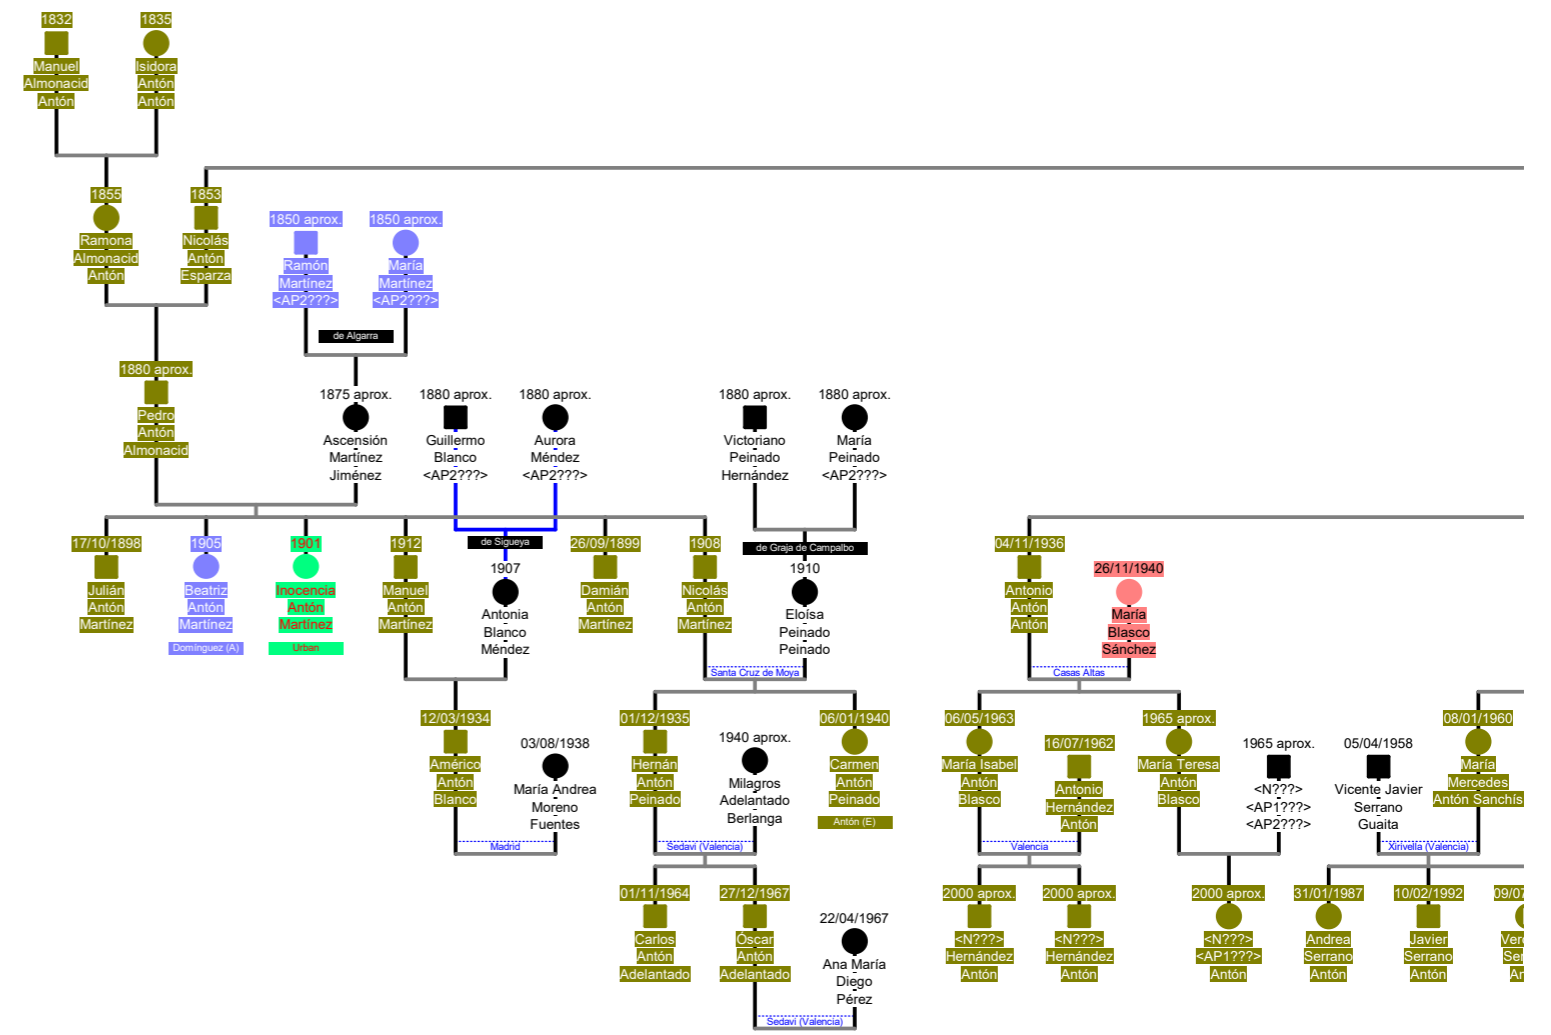 1832
Manuel
Almonacid
Antón
1835
Isidora
Antón
Antón
1855
Ramona
Almonacid
Antón
1853
Nicolás
Antón
Esparza
1850 aprox.
Ramón
Martínez
<AP2???>
1850 aprox.
María
Martínez
<AP2???>
de Algarra
1880 aprox.
Pedro
Antón
Almonacid
1875 aprox.
Ascensión
Martínez
Jiménez
1880 aprox.
Guillermo
Blanco
<AP2???>
1880 aprox.
Aurora
Méndez
<AP2???>
1880 aprox.
Victoriano
Peinado
Hernández
1880 aprox.
María
Peinado
<AP2???>
17/10/1898
Julián
Antón
Martínez
1905
Beatriz
Antón
Martínez
Domínguez (A)
1901
Inocencia
Antón
Martínez
Urban
1912
Manuel
Antón
Martínez
de Sigueya
1907
Antonia
Blanco
Méndez
26/09/1899
Damián
Antón
Martínez
1908
Nicolás
Antón
Martínez
de Graja de Campalbo
1910
Eloísa
Peinado
Peinado
Santa Cruz de Moya
04/11/1936
Antonio
Antón
Antón
26/11/1940
María
Blasco
Sánchez
Casas Altas
12/03/1934
Américo
Antón
Blanco
03/08/1938
María Andrea
Moreno
Fuentes
Madrid
01/12/1935
Hernán
Antón
Peinado
1940 aprox.
Milagros
Adelantado
Berlanga
Sedavi (Valencia)
06/01/1940
Carmen
Antón
Peinado
Antón (E)
06/05/1963
María Isabel
Antón
Blasco
16/07/1962
Antonio
Hernández
Antón
Valencia
1965 aprox.
María Teresa
Antón
Blasco
1965 aprox.
<N???>
<AP1???>
<AP2???>
05/04/1958
Vicente Javier
Serrano
Guaita
08/01/1960
María
Mercedes
Antón Sanchís
Xirivella (Valencia)
01/11/1964
Carlos
Antón
Adelantado
27/12/1967
Óscar
Antón
Adelantado
22/04/1967
Ana María
Diego
Pérez
Sedavi (Valencia)
2000 aprox.
<N???>
Hernández
Antón
2000 aprox.
<N???>
Hernández
Antón
2000 aprox.
<N???>
<AP1???>
Antón
31/01/1987
Andrea
Serrano
Antón
10/02/1992
Javier
Serrano
Antón
09/07